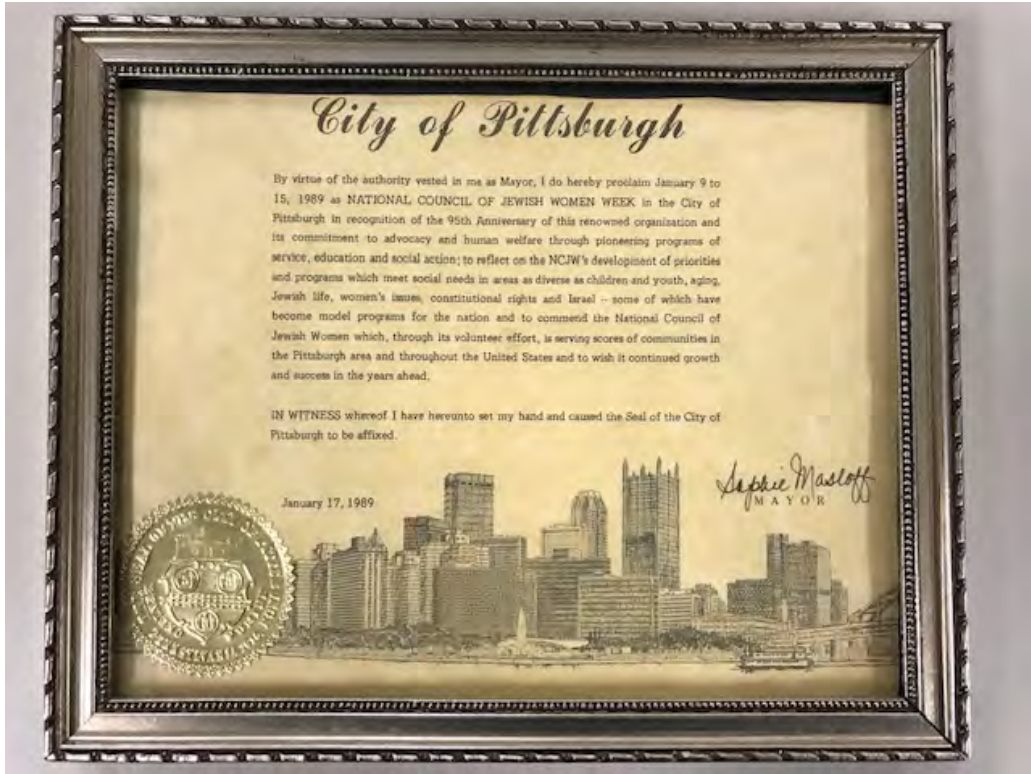 City of Pittsburgh
By virtue of the authority vested in me as Mayor, I do hereby proclaim January 9 to
15, 1989 as NATIONAL COUNCIL OF JEWISH WOMEN WEEK in the City of
Pittsburgh in recognition of the 95th Anniversary of this renowned organization and
its commitment to advocacy and human welfare through pioneering programs of
service, education and social action; to reflect on the NCJW's development of priorities
and programs which meet social needs in areas as diverse as children and youth, aging,
Jewish life, women's issues, constitutional rights and Israel – some of which have
become model programs for the nation and to commend the National Council of
Jewish Women which, through its volunteer effort, is serving scores of communities in
the Pittsburgh area and throughout the United States and to wish it continued growth
and success in the years ahead.
IN WITNESS whereof I have hereunto set my hand and caused the Seal of the City of
Pittsburgh to be affixed.
Sophie Masloff
MAYOR
January 17, 1989